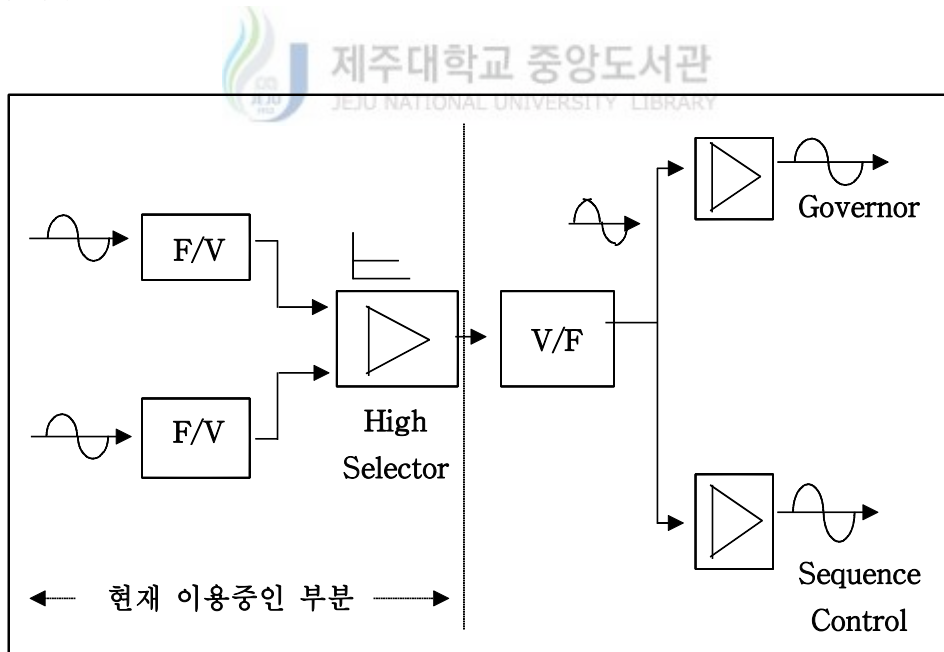 제주대학교 중앙도서관
JEJU NATIONAL UNIVERSITY LIBRARY
F/V
F/V
High
Selector
V/F
Governor
Sequence
Control
현재 이용중인 부분